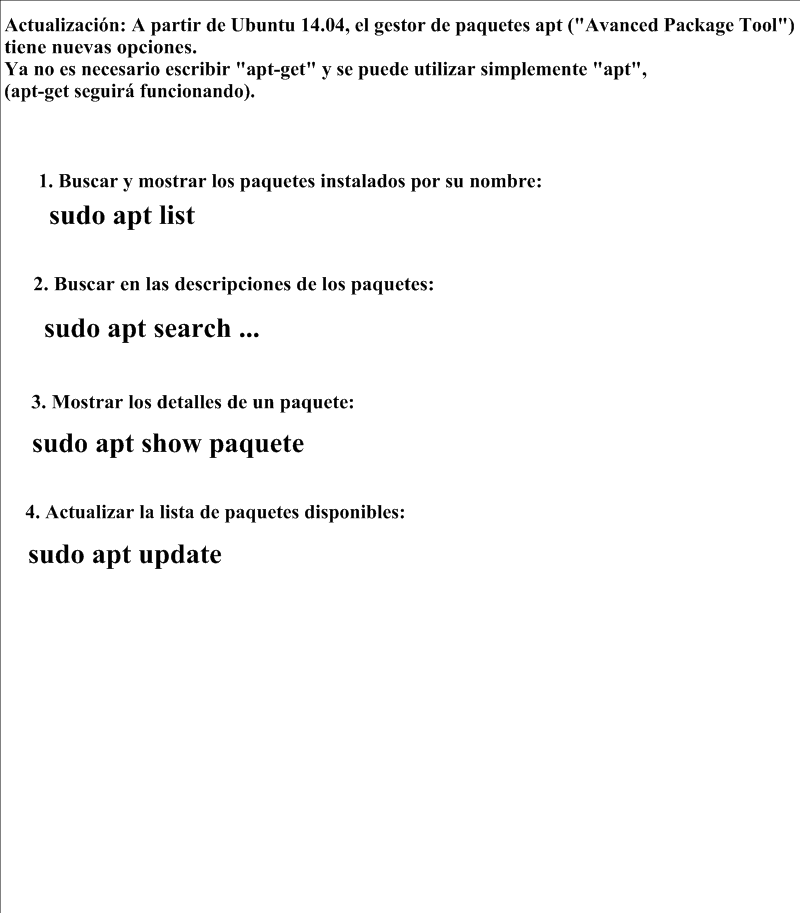 Actualización: A partir de Ubuntu 14.04, el gestor de paquetes apt ("Avanced Package Tool")
tiene nuevas opciones.
Ya no es necesario escribir "apt-get" y se puede utilizar simplemente "apt",
(apt-get seguirá funcionando).
1. Buscar y mostrar los paquetes instalados por su nombre:
sudo apt list
2. Buscar en las descripciones de los paquetes:
sudo apt search ...
3. Mostrar los detalles de un paquete:
sudo apt show paquete
4. Actualizar la lista de paquetes disponibles:
sudo apt update